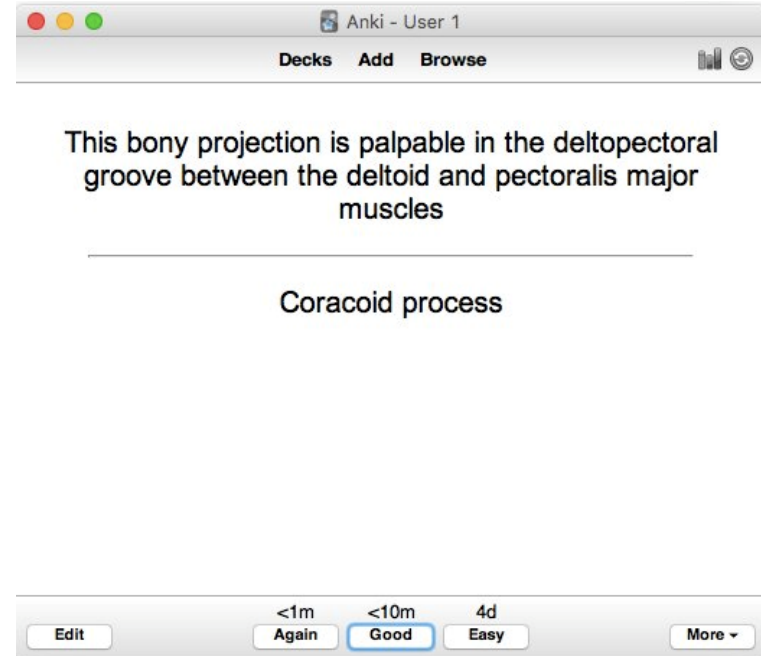 Anki - User 1
Decks Add Browse
This bony projection is palpable in the deltopectoral
groove between the deltoid and pectoralis major
muscles
Coracoid process
<1m <10m 4d
Edit Again Good Easy More